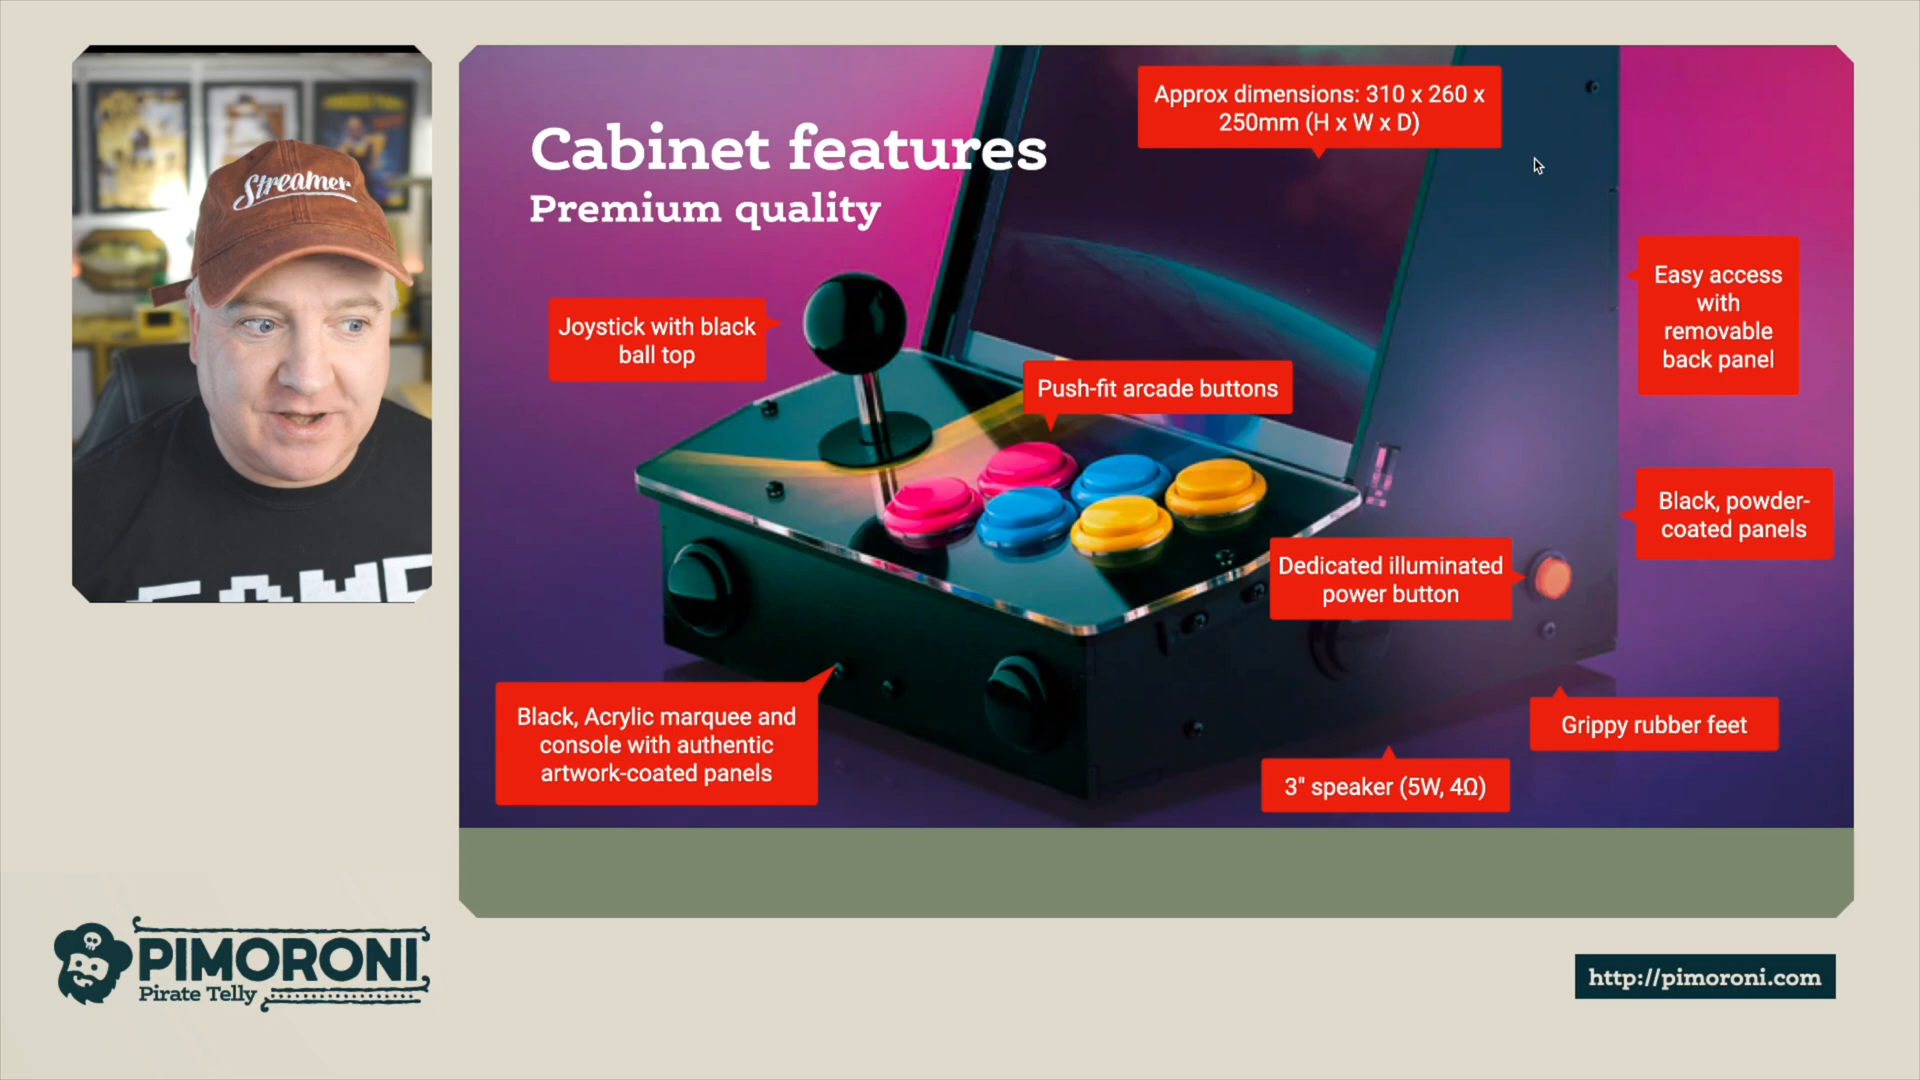 Streamer
Cabinet features
Premium quality
Approx dimensions: 310 x 260 x
250mm (H x W x D)
Joystick with black
ball top
Push-fit arcade buttons
Easy access
with
removable
back panel
Black, powder-
coated panels
Dedicated illuminated
power button
Black, Acrylic marquee and
console with authentic
artwork-coated panels
3" speaker (5W, 4Ω)
Grippy rubber feet
PIMORONI
Pirate Telly
http://pimoroni.com